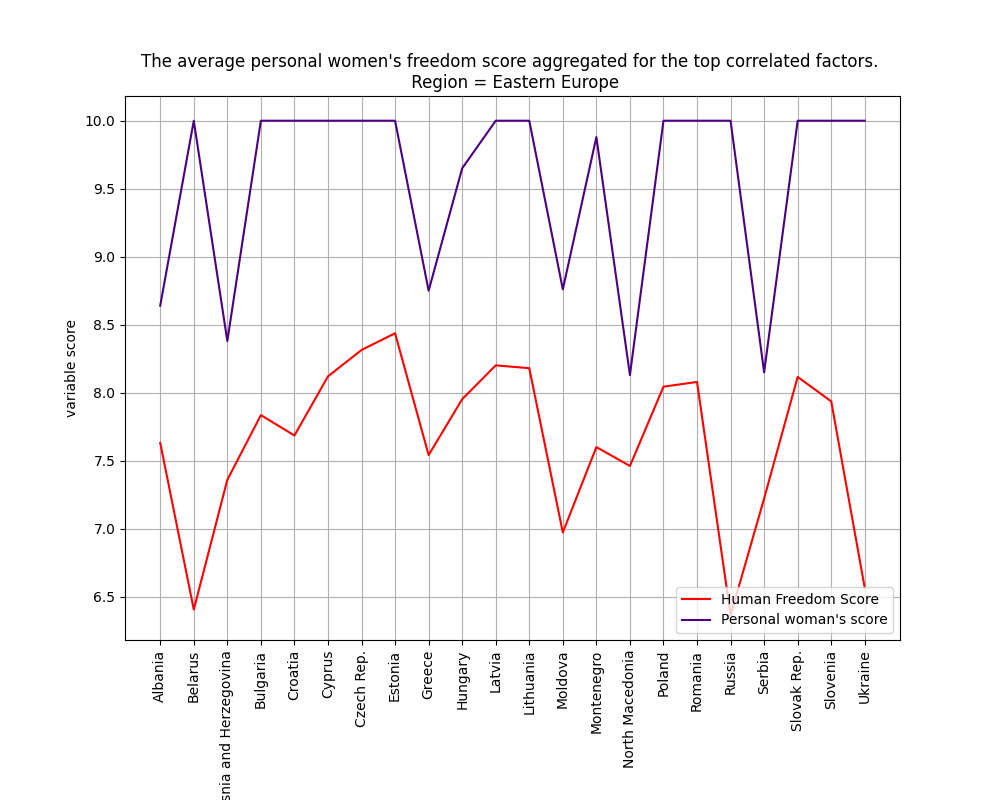 The average personal women's freedom score aggregated for the top correlated factors.
Region = Eastern Europe
variable score
10.0
9.5
9.0
8.5
8.0
7.5
7.0
6.5
Human Freedom Score
Personal woman's score
Albania
Belarus
snia and Herzegovina
Bulgaria
Croatia
Cyprus
Czech Rep.
Estonia
Greece
Hungary
Latvia
Lithuania
Moldova
Montenegro
North Macedonia
Poland
Romania
Russia
Serbia
Slovak Rep.
Slovenia
Ukraine